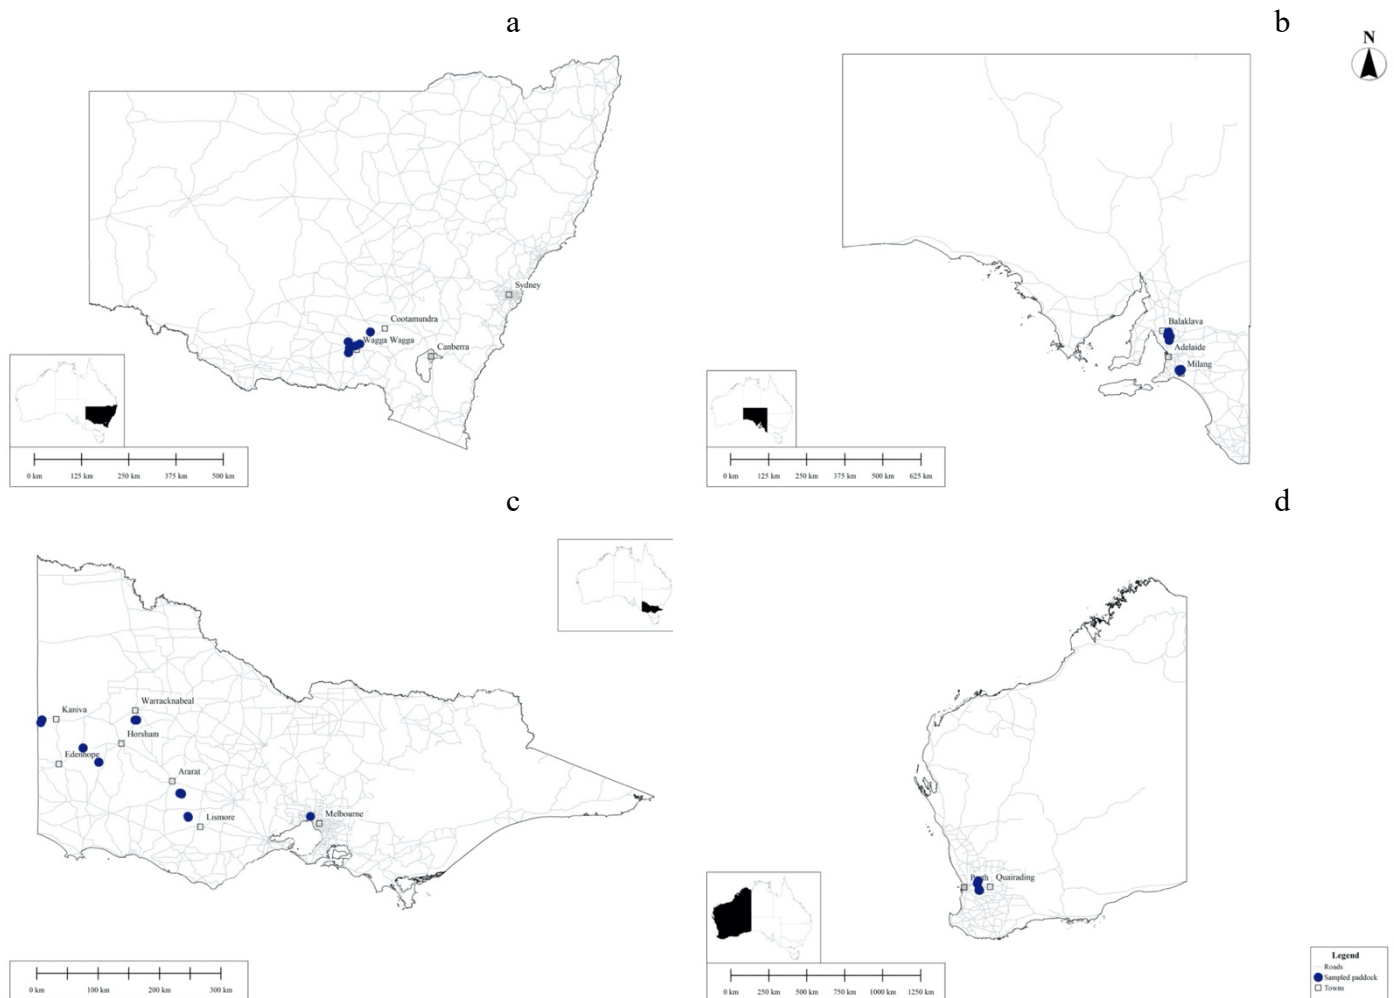 a
b
N
Sydney
Cootamundra
Wagga Wagga
Canberra
0 km 125 km 250 km 375 km 500 km
Balaklava
Adelaide
Milang
0 km 125 km 250 km 375 km 500 km 625 km
c
d
Kaniva
Warracknabeal
Horsham
Edenhope
Ararat
Lismore
Melbourne
0 km 100 km 200 km 300 km
Perth
Quairading
0 km 250 km 500 km 750 km 1000 km 1250 km
Legend
Roads
Sampled paddock
Towns